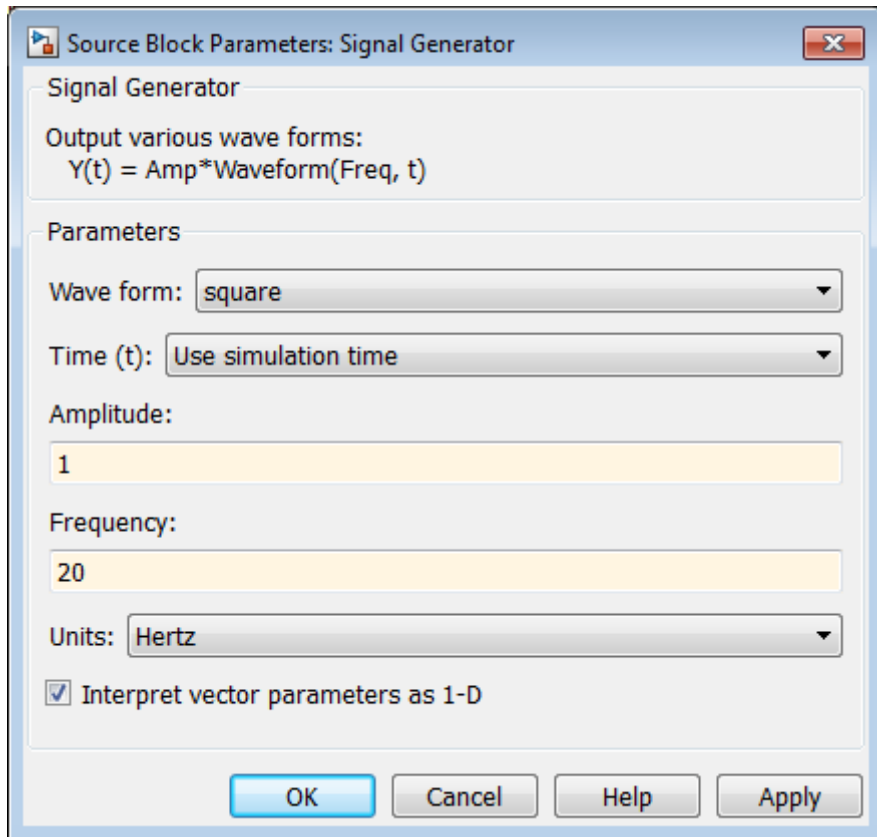 Source Block Parameters: Signal Generator
Signal Generator
Output various wave forms:
Y(t) = Amp*Waveform(Freq, t)
Parameters
Wave form: square
Time (t): Use simulation time
Amplitude:
1
Frequency:
20
Units: Hertz
Interpret vector parameters as 1-D
OK Cancel Help Apply